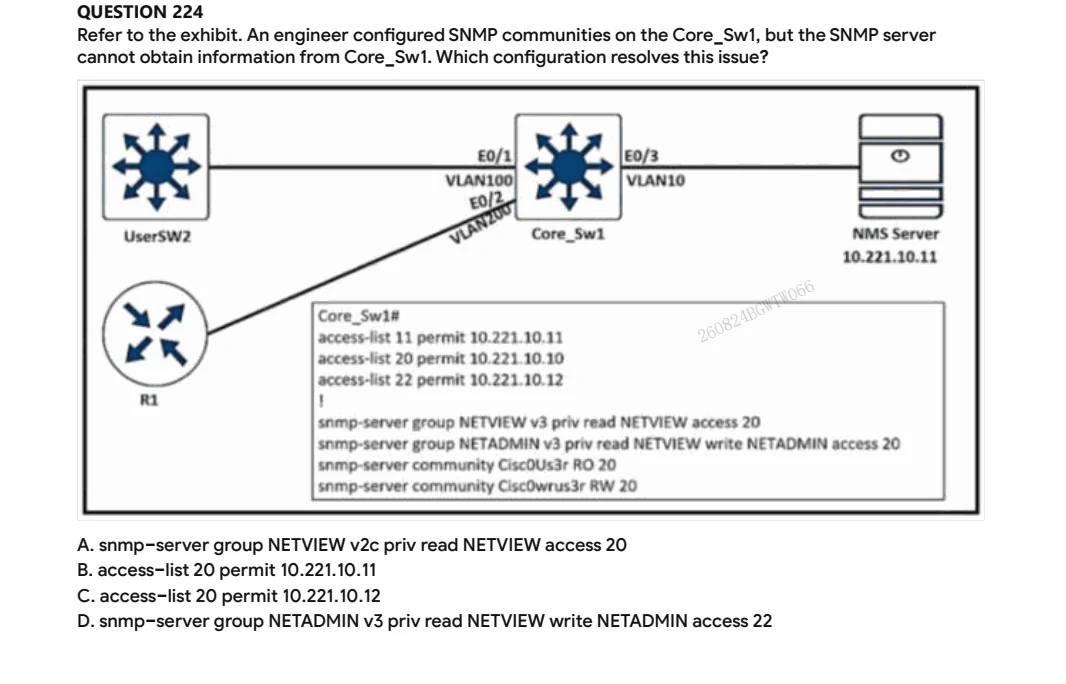 QUESTION 224
Refer to the exhibit. An engineer configured SNMP communities on the Core_Sw1, but the SNMP server
cannot obtain information from Core_Sw1. Which configuration resolves this issue?
E0/1
E0/3
VLAN100
VLAN10
E0/2
VLAN200
UserSW2
Core_Sw1
NMS Server
10.221.10.11
R1
260824BGWTW066
Core_Sw1#
access-list 11 permit 10.221.10.11
access-list 20 permit 10.221.10.10
access-list 22 permit 10.221.10.12
!
snmp-server group NETVIEW v3 priv read NETVIEW access 20
snmp-server group NETADMIN v3 priv read NETVIEW write NETADMIN access 20
snmp-server community Cisc0Us3r RO 20
snmp-server community Cisc0wrus3r RW 20
A. snmp-server group NETVIEW v2c priv read NETVIEW access 20
B. access-list 20 permit 10.221.10.11
C. access-list 20 permit 10.221.10.12
D. snmp-server group NETADMIN v3 priv read NETVIEW write NETADMIN access 22